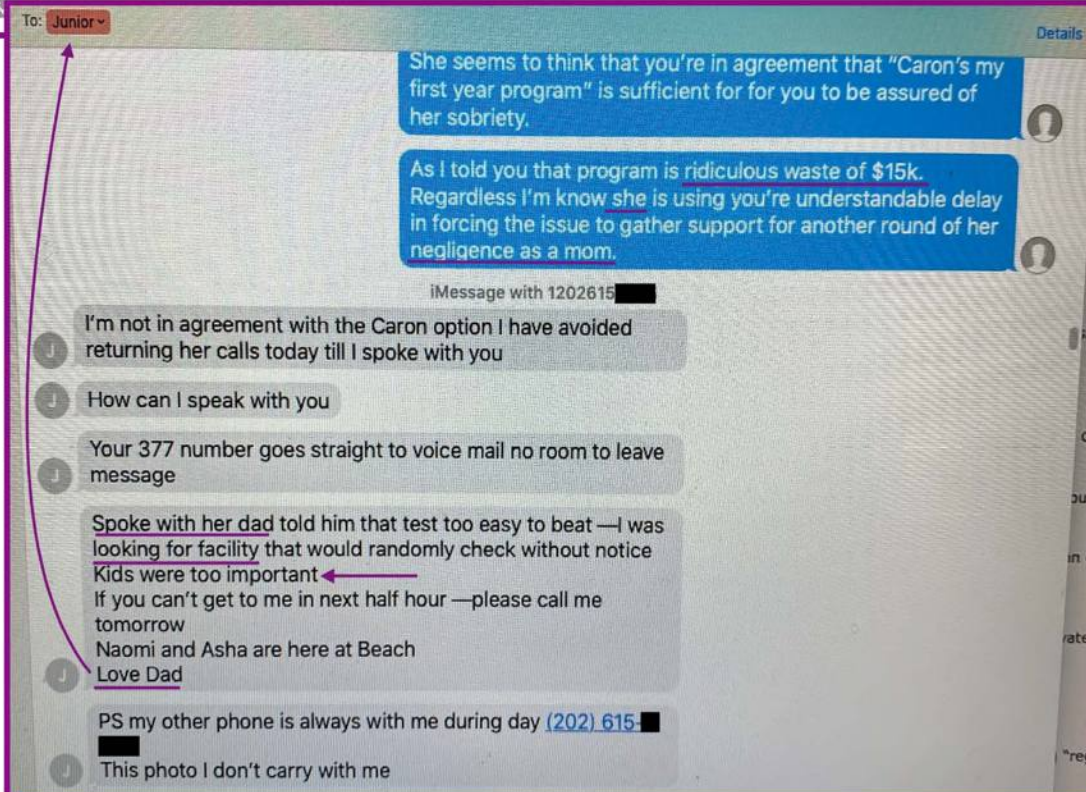 To: Junior
Details
She seems to think that you're in agreement that "Caron's my
first year program" is sufficient for for you to be assured of
her sobriety.
As I told you that program is ridiculous waste of $15k.
Regardless I'm know she is using you're understandable delay
in forcing the issue to gather support for another round of her
negligence as a mom.
iMessage with 1202615
I'm not in agreement with the Caron option I have avoided
returning her calls today till I spoke with you
How can I speak with you
Your 377 number goes straight to voice mail no room to leave
message
Spoke with her dad told him that test too easy to beat —I was
looking for facility that would randomly check without notice
Kids were too important
If you can't get to me in next half hour —please call me
tomorrow
Naomi and Asha are here at Beach
Love Dad
PS my other phone is always with me during day (202) 615-
This photo I don't carry with me
J
J
J
J
J